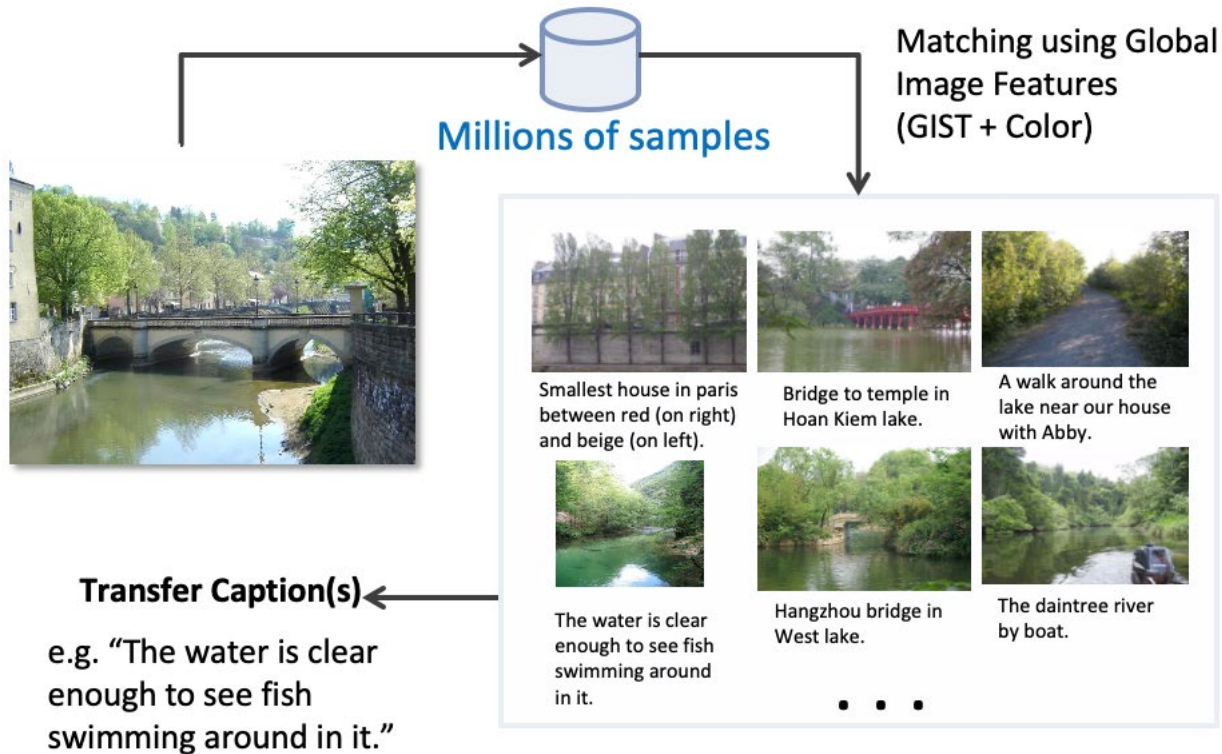 Matching using Global
Image Features
(GIST + Color)
Millions of samples
Smallest house in paris
between red (on right)
and beige (on left).
Bridge to temple in
Hoan Kiem lake.
A walk around the
lake near our house
with Abby.
The water is clear
enough to see fish
swimming around
in it.
Hangzhou bridge in
West lake.
The daintree river
by boat.
. . .
Transfer Caption(s)
e.g. “The water is clear
enough to see fish
swimming around in it.”